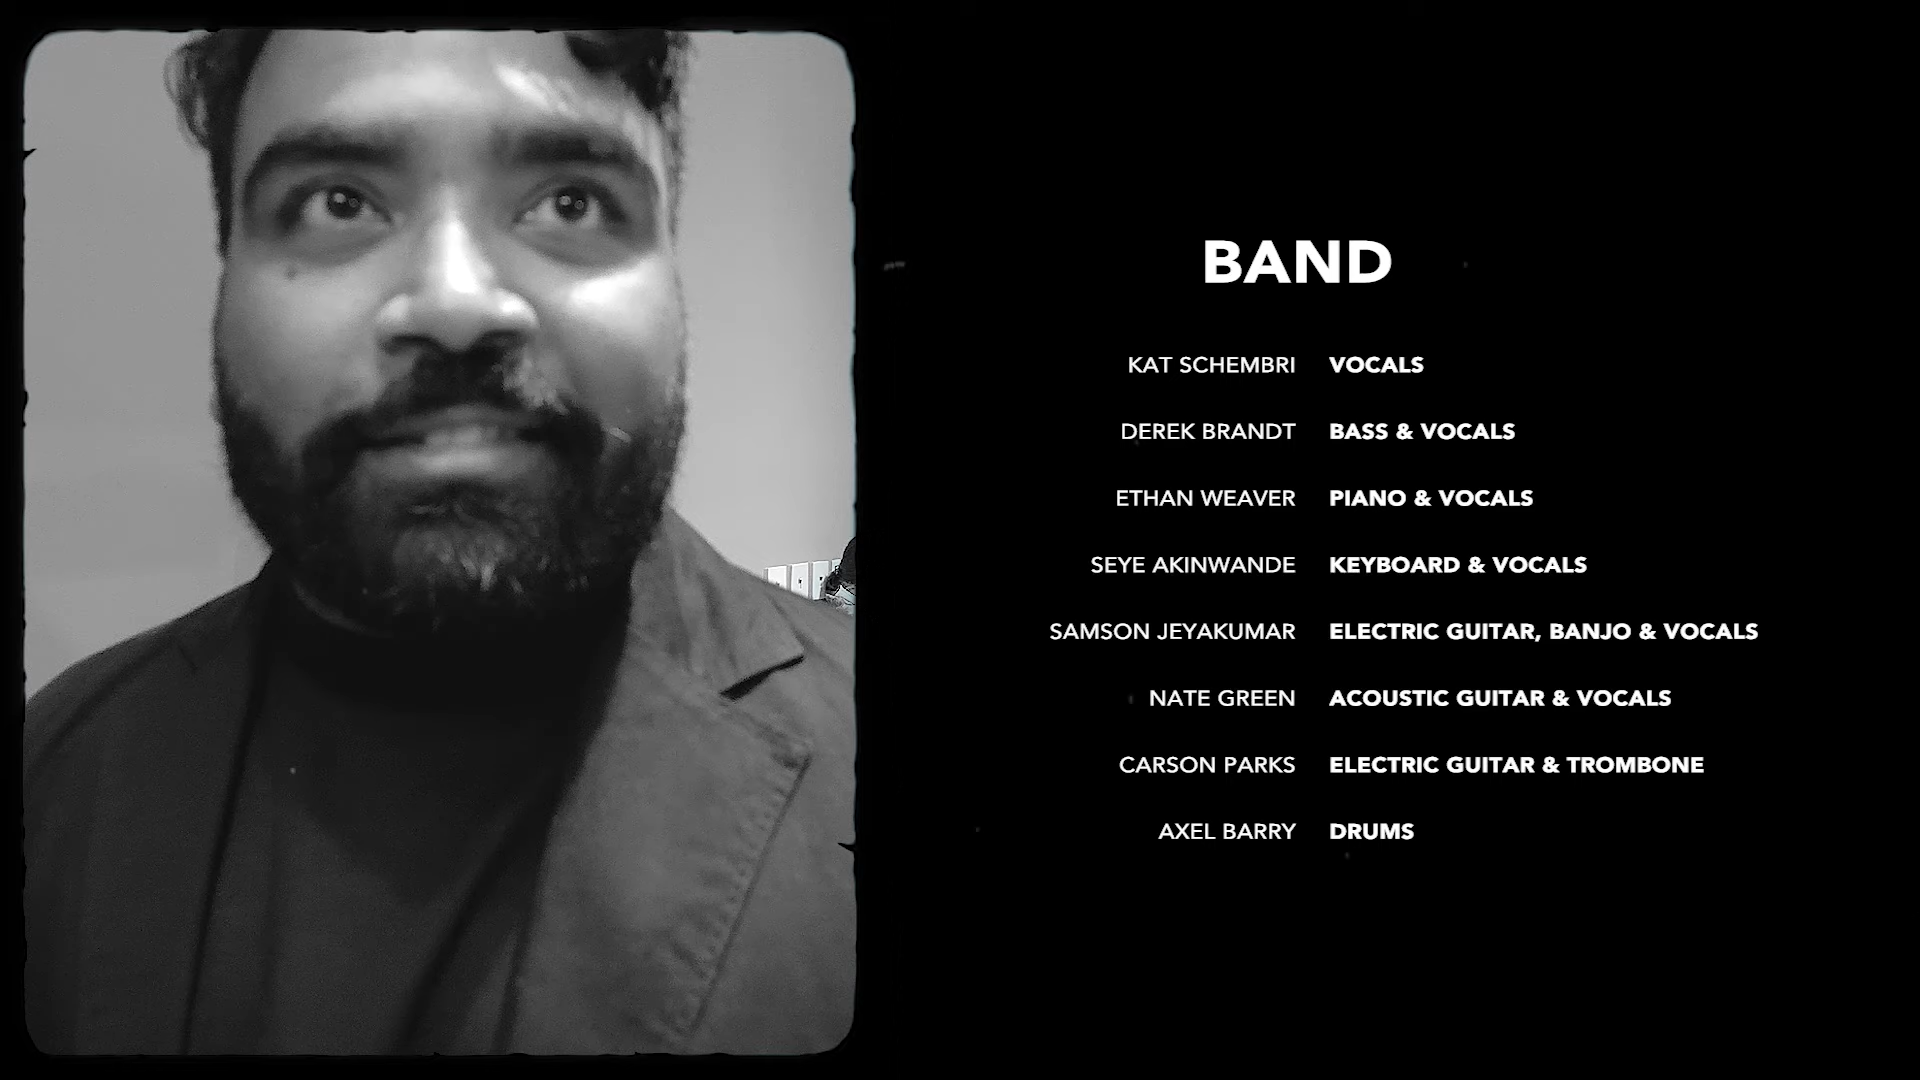 BAND
KAT SCHEMBRI VOCALS
DEREK BRANDT BASS & VOCALS
ETHAN WEAVER PIANO & VOCALS
SEYE AKINWANDE KEYBOARD & VOCALS
SAMSON JEYAKUMAR ELECTRIC GUITAR, BANJO & VOCALS
NATE GREEN ACOUSTIC GUITAR & VOCALS
CARSON PARKS ELECTRIC GUITAR & TROMBONE
AXEL BARRY DRUMS